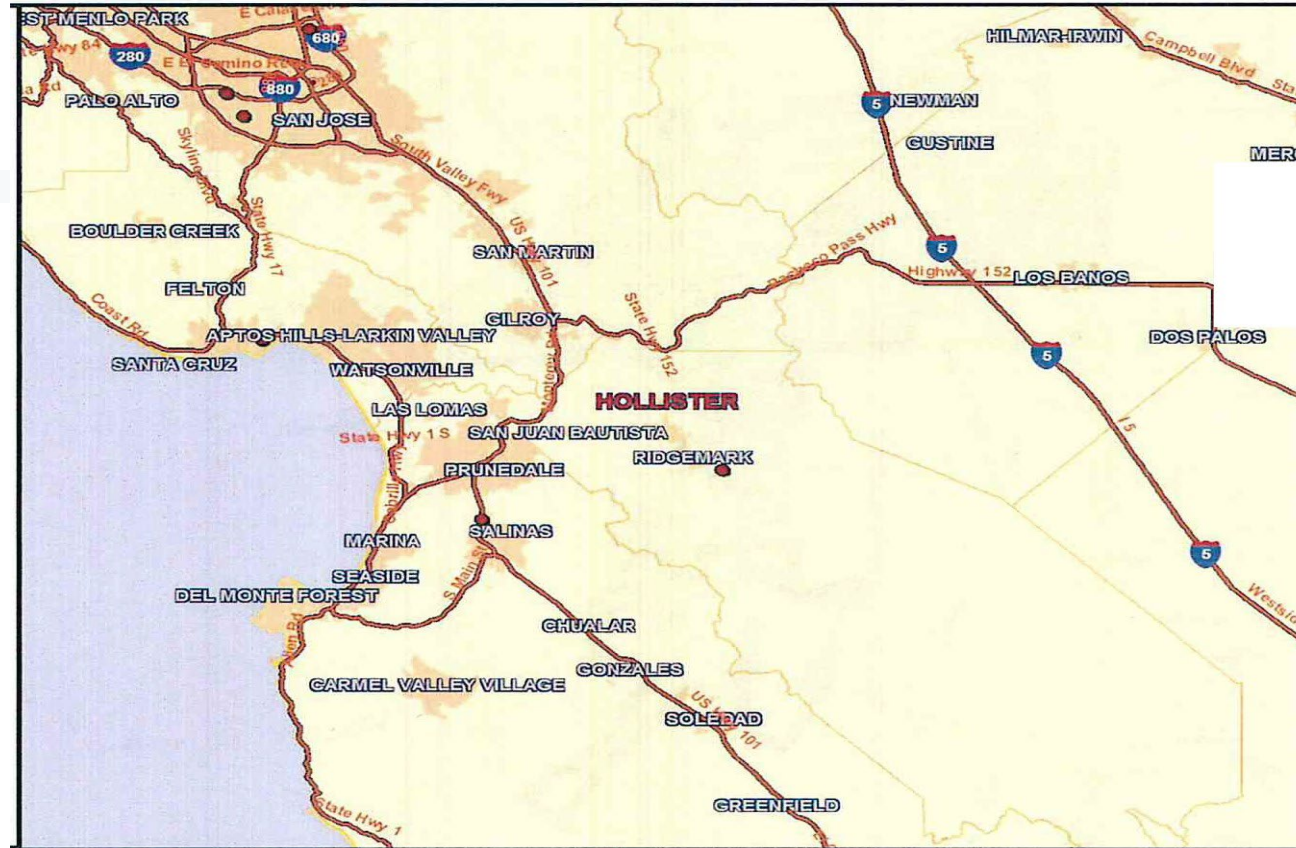 EST MENLO PARK
680
HILMAR-IRWIN
Campbell Blvd
Hwy 84
280
880
5
NEWMAN
PALO ALTO
SAN JOSE
GUSTINE
South Valley Fwy
Skyline Blvd
State Hwy 17
BOULDER CREEK
SAN MARTIN
US Hwy 101
Pacheco Pass Hwy
5
Highway 152
LOS BANOS
FELTON
Coast Rd
State Hwy 152
GILROY
APTOS HILLS-LARKIN VALLEY
DOS PALOS
SANTA CRUZ
WATSONVILLE
5
HOLLISTER
LAS LOMAS
State Hwy 1 S
SAN JUAN BAUTISTA
I 5
RIDGEMARK
PRUNEDALE
SALINAS
MARINA
5
SEASIDE
S Main St
DEL MONTE FOREST
CHUALAR
GONZALES
CARMEL VALLEY VILLAGE
US Hwy 101
SOLEDAD
GREENFIELD
State Hwy 1